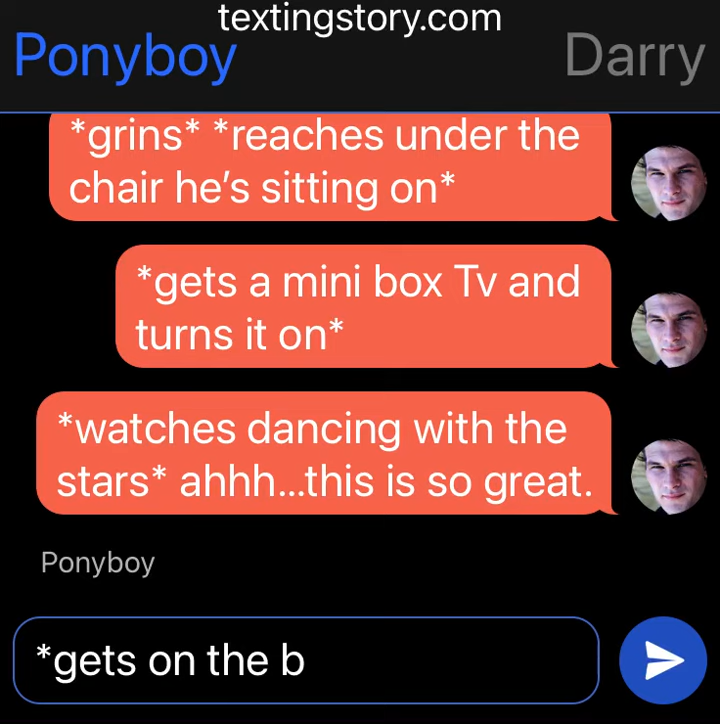 textingstory.com
Ponyboy
Darry
*grins* *reaches under the
chair he’s sitting on*
*gets a mini box Tv and
turns it on*
*watches dancing with the
stars* ahhh...this is so great.
Ponyboy
*gets on the b